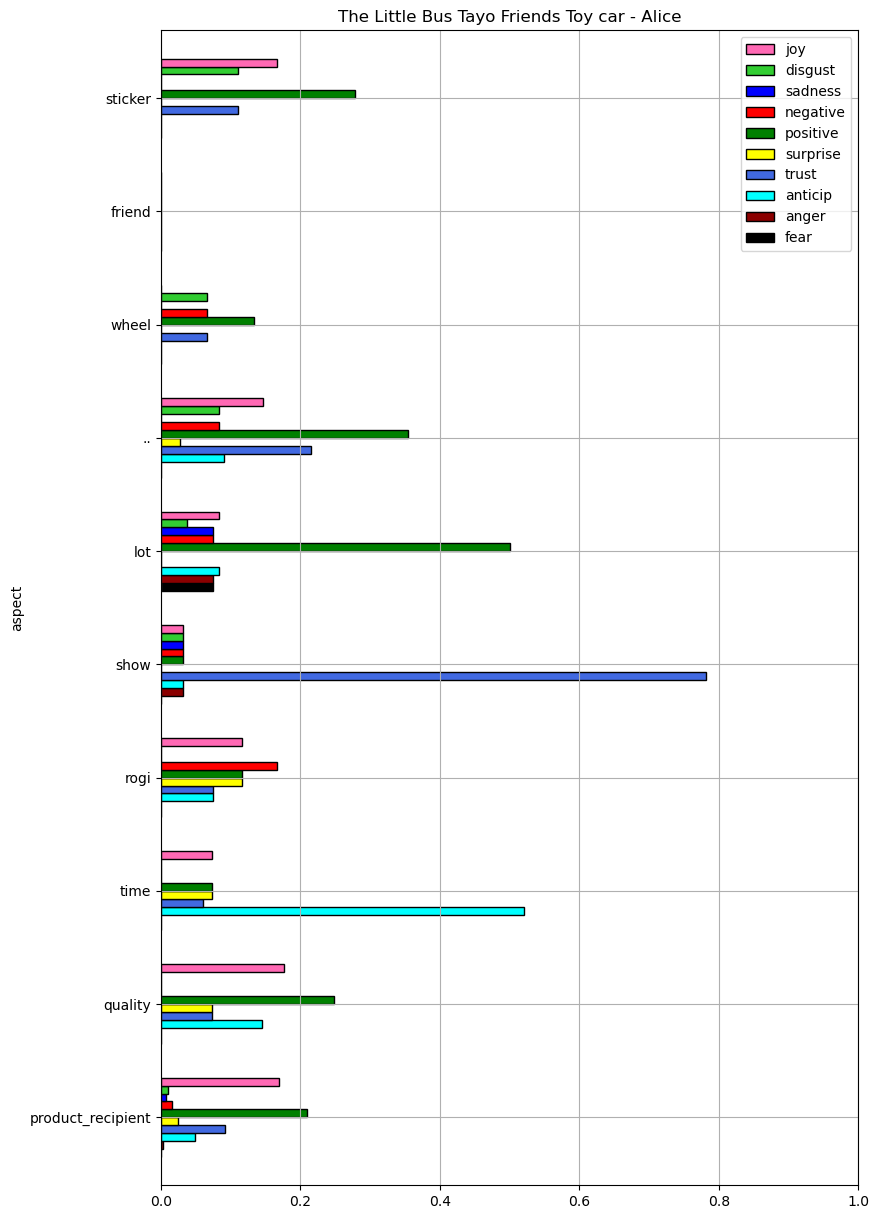 The Little Bus Tayo Friends Toy car - Alice
joy
disgust
sadness
negative
positive
surprise
trust
anticip
anger
fear
sticker
friend
wheel
..
lot
show
rogi
time
quality
product_recipient
aspect
0.0 0.2 0.4 0.6 0.8 1.0